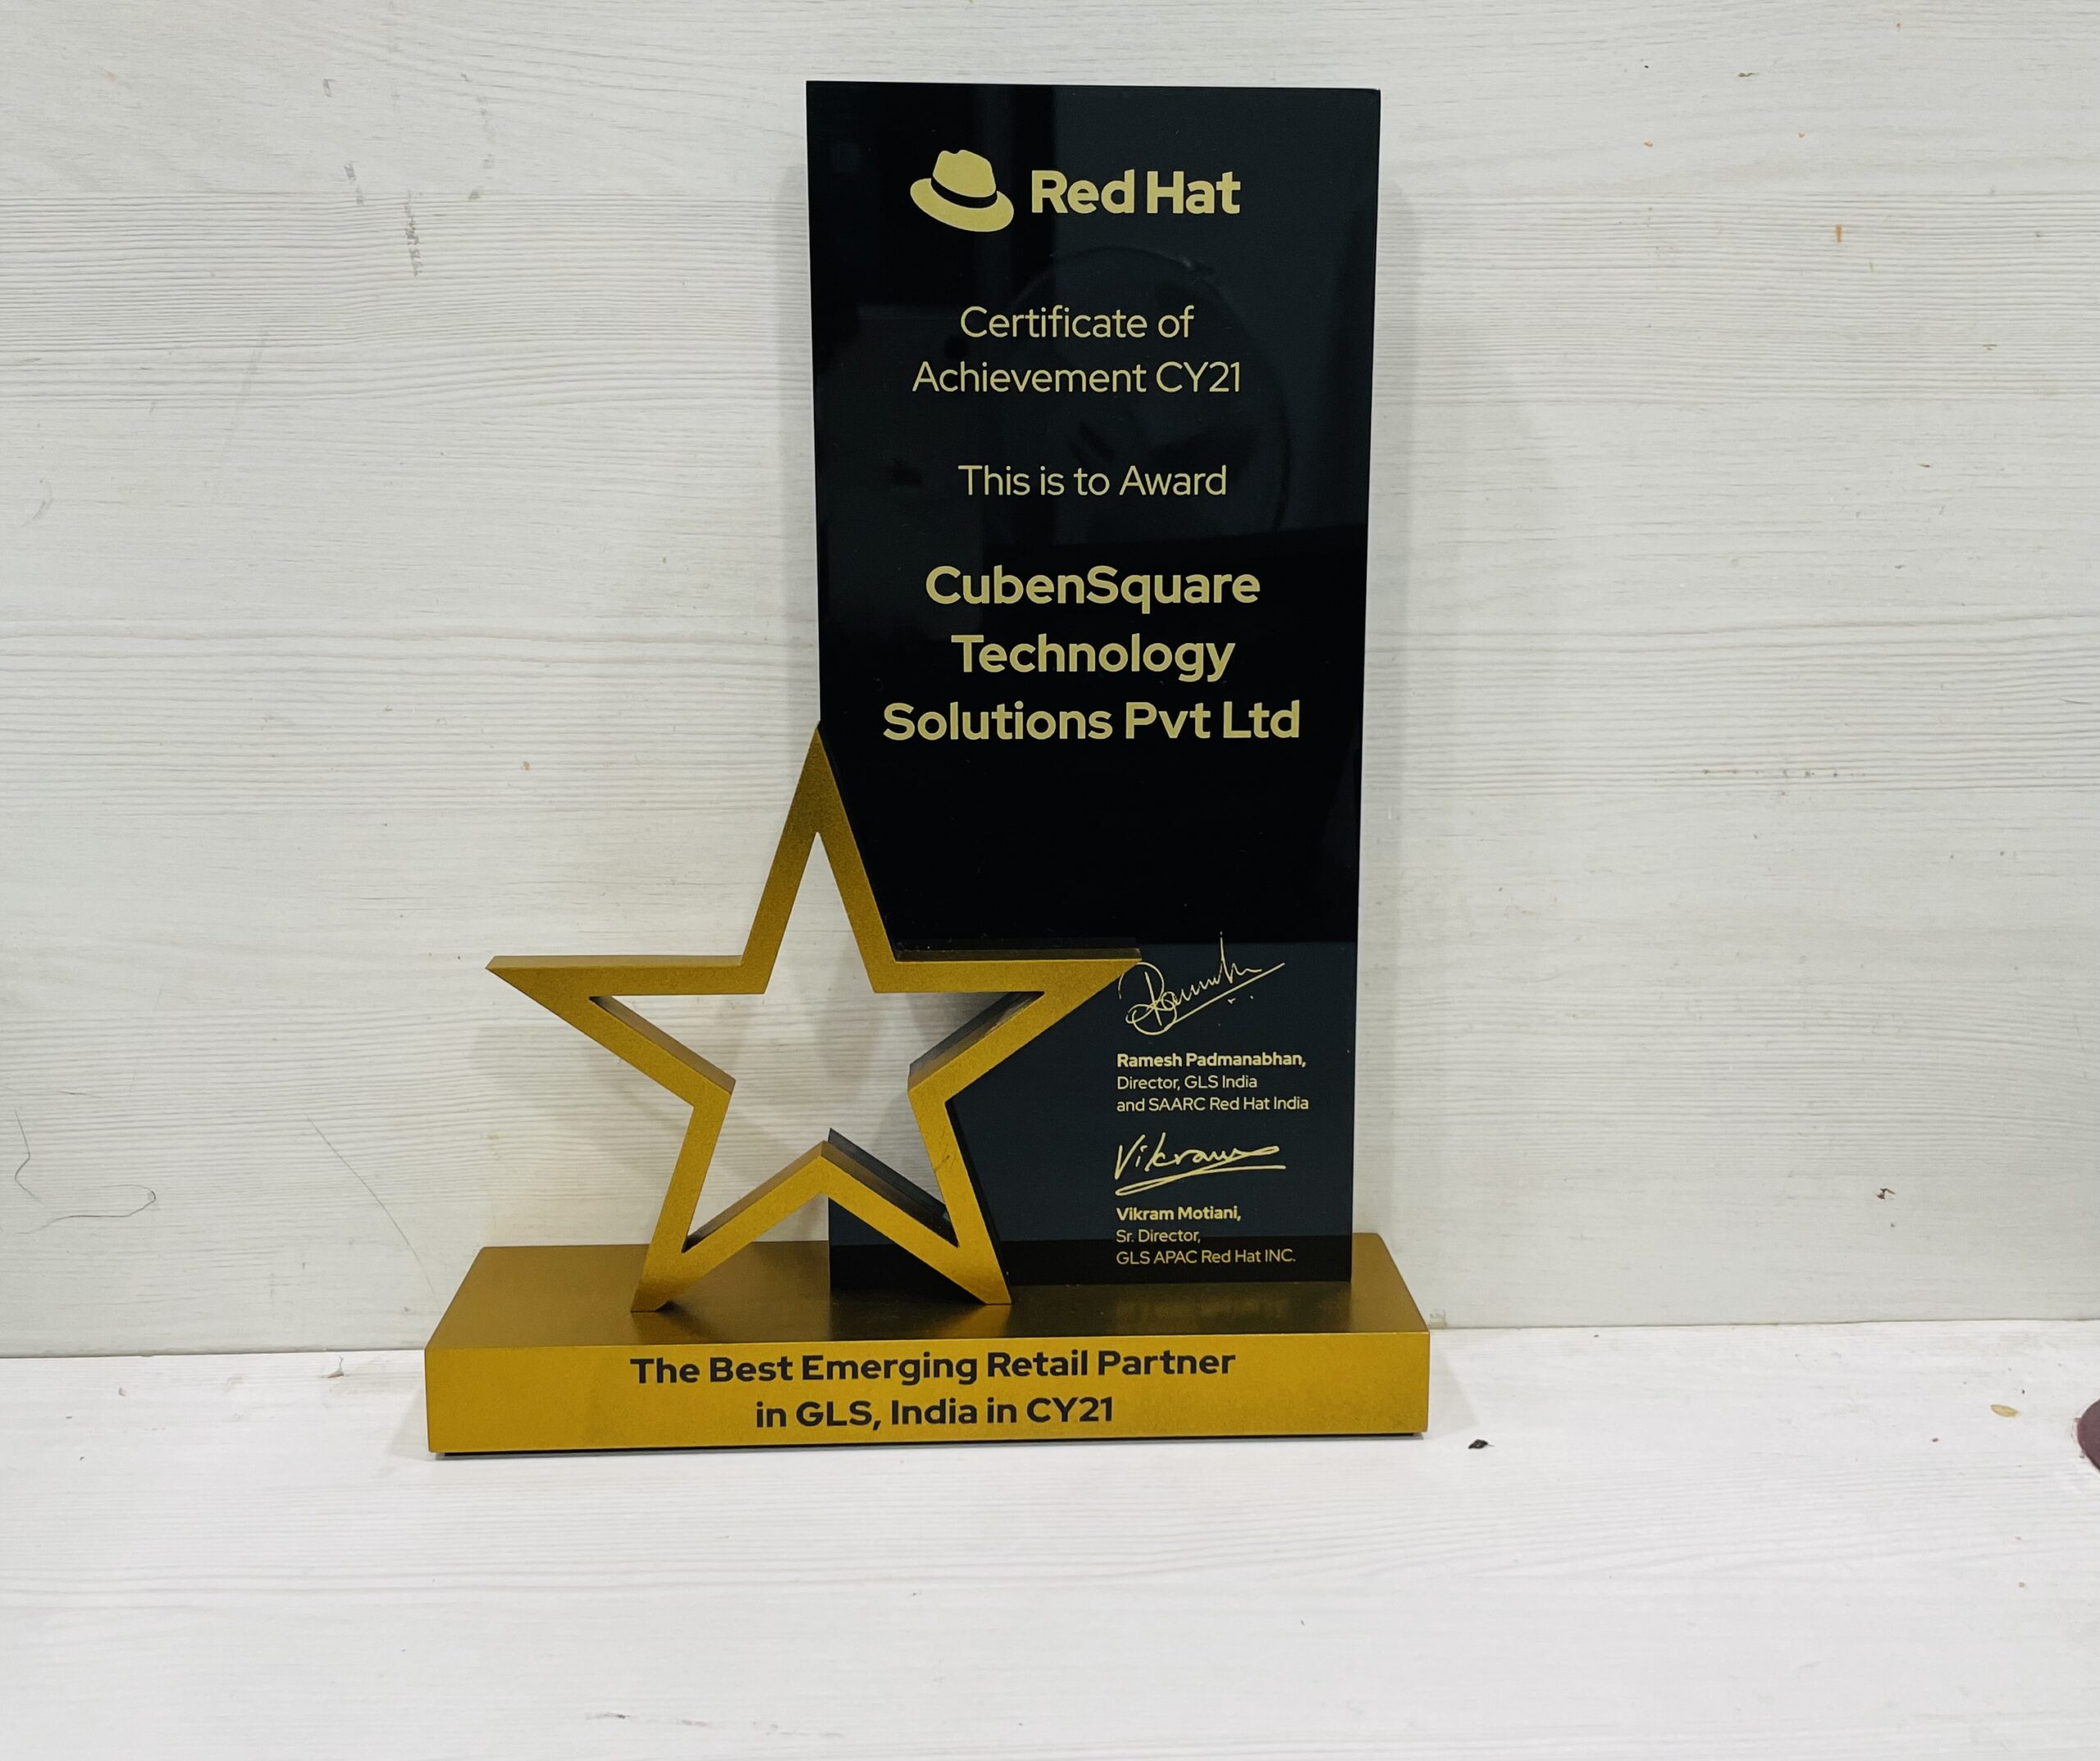 Red Hat
Certificate of
Achievement CY21
This is to Award
CubenSquare
Technology
Solutions Pvt Ltd
Ramesh Padmanabhan,
Director, GLS India
and SAARC Red Hat India
Vikram
Vikram Motiani,
Sr. Director,
GLS APAC Red Hat INC.
The Best Emerging Retail Partner
in GLS, India in CY21